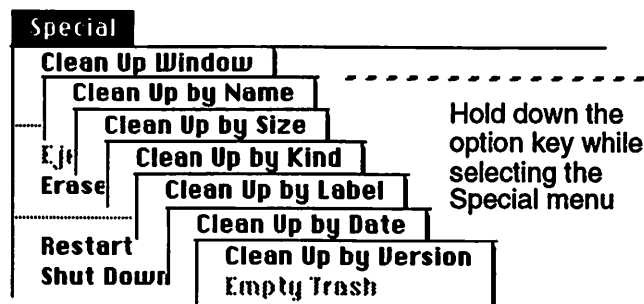 Special
Clean Up Window
Clean Up by Name
Clean Up by Size
Clean Up by Kind
Erase
Clean Up by Label
Clean Up by Date
Restart
Clean Up by Version
Shut Down
Empty Trash
Hold down the
option key while
selecting the
Special menu